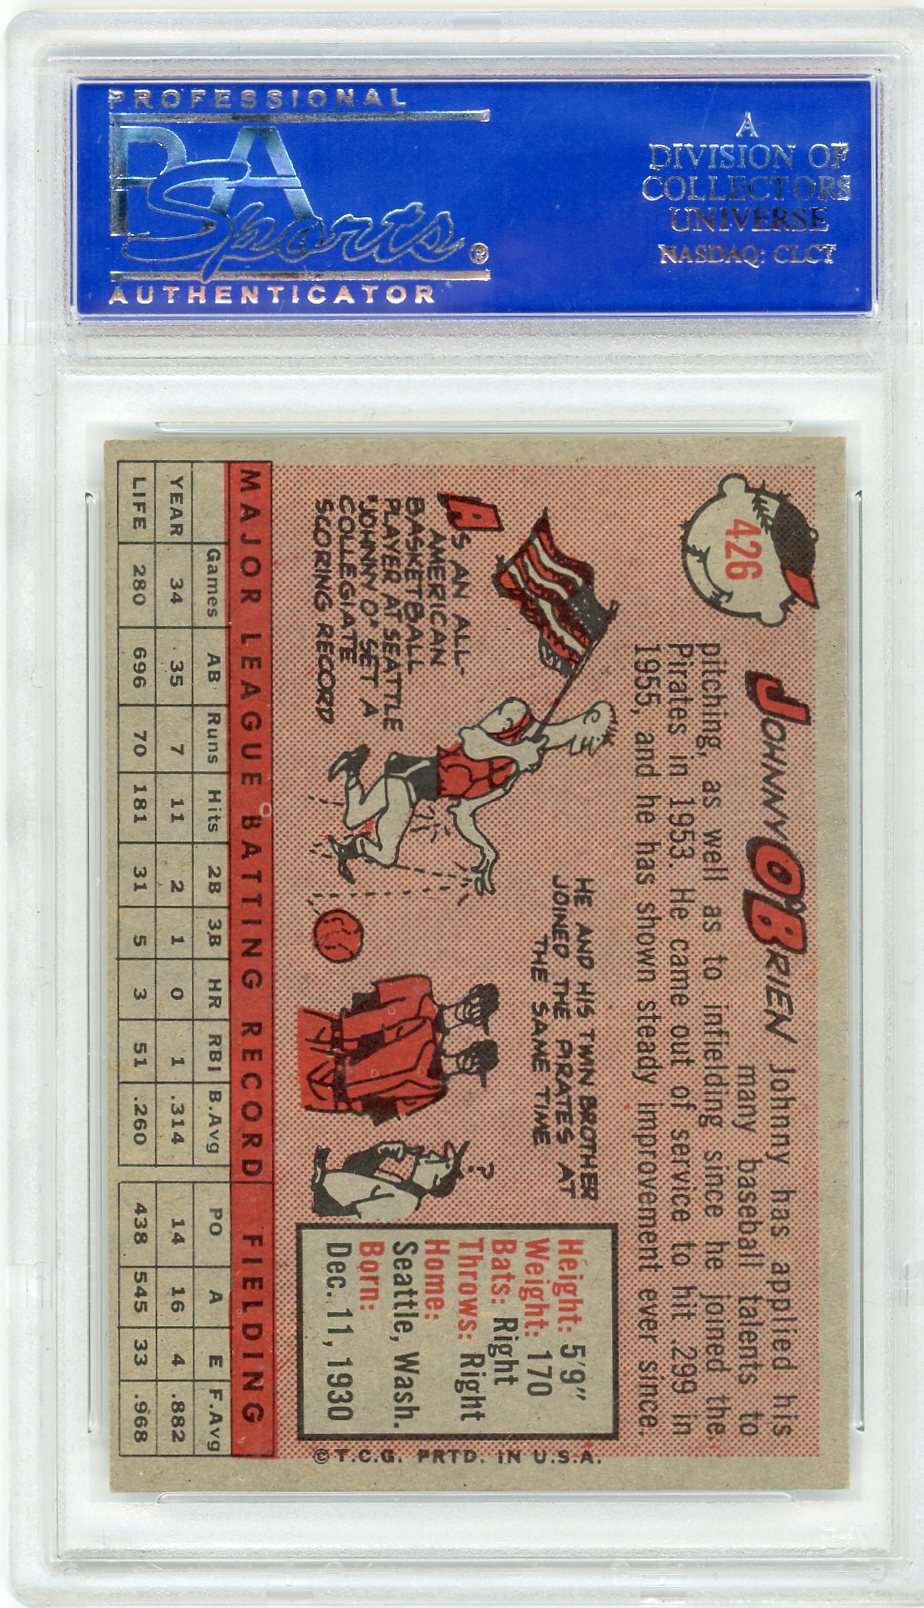 PROFESSIONAL
PSA
Sports®
AUTHENTICATOR
A
DIVISION OF
COLLECTORS
UNIVERSE
NASDAQ: CLCT
426
JOHNNY O'BRIEN
Johnny has applied his
many baseball talents to
pitching, as well as to infielding since he joined the
Pirates in 1953. He came out of service to hit .299 in
1955, and he has shown steady improvement ever since.
AS AN ALL-
AMERICAN
BASKETBALL
PLAYER AT SEATTLE
"JOHNNY O" SET A
COLLEGIATE
SCORING RECORD
HE AND HIS TWIN BROTHER
JOINED THE PIRATES AT
THE SAME TIME
?
Height: 5'9"
Weight: 170
Bats: Right
Throws: Right
Home:
Seattle, Wash.
Born:
Dec. 11, 1930
© T.C.G. PRTD. IN U.S.A.
MAJOR LEAGUE BATTING RECORD FIELDING
Games AB Runs Hits 2B 3B HR RBI B.Avg PO A E F.Avg
YEAR 34 35 7 11 2 1 0 1 .314 14 16 4 .882
LIFE 280 696 70 181 31 5 3 51 .260 438 545 33 .968